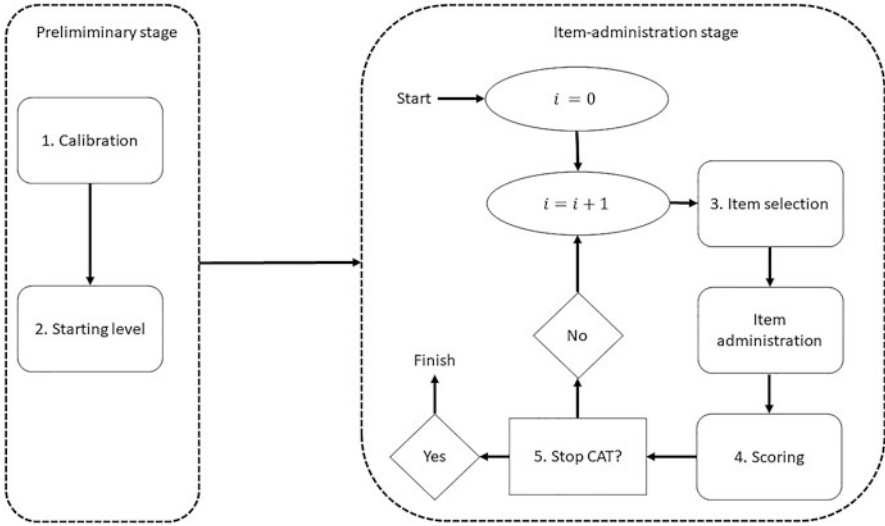 Prelimiminary stage
1. Calibration
2. Starting level
Item-administration stage
Start
i = 0
i = i + 1
3. Item selection
Item
administration
4. Scoring
5. Stop CAT?
No
Yes
Finish